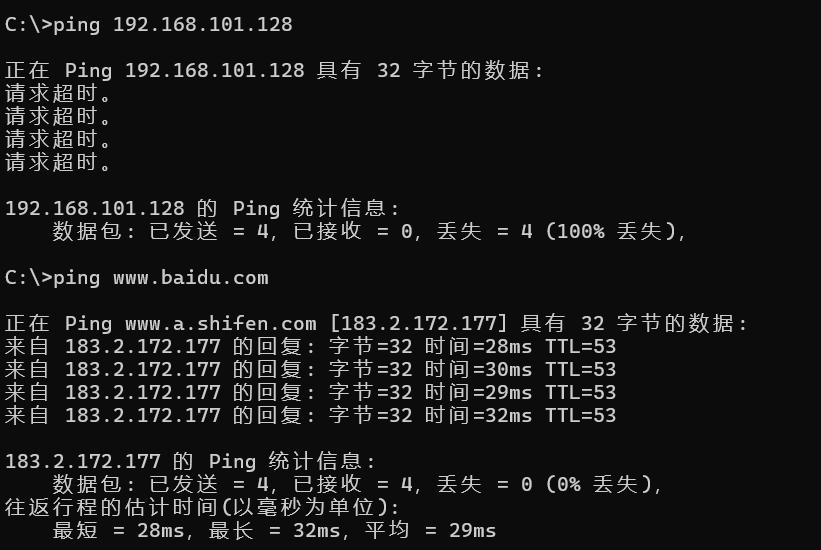 C:\>ping 192.168.101.128
正在 Ping 192.168.101.128 具有 32 字节的数据:
请求超时。
请求超时。
请求超时。
请求超时。
192.168.101.128 的 Ping 统计信息:
数据包: 已发送 = 4, 已接收 = 0, 丢失 = 4 (100% 丢失),
C:\>ping www.baidu.com
正在 Ping www.a.shifen.com [183.2.172.177] 具有 32 字节的数据:
来自 183.2.172.177 的回复: 字节=32 时间=28ms TTL=53
来自 183.2.172.177 的回复: 字节=32 时间=30ms TTL=53
来自 183.2.172.177 的回复: 字节=32 时间=29ms TTL=53
来自 183.2.172.177 的回复: 字节=32 时间=32ms TTL=53
183.2.172.177 的 Ping 统计信息:
数据包: 已发送 = 4, 已接收 = 4, 丢失 = 0 (0% 丢失),
往返行程的估计时间(以毫秒为单位):
最短 = 28ms, 最长 = 32ms, 平均 = 29ms